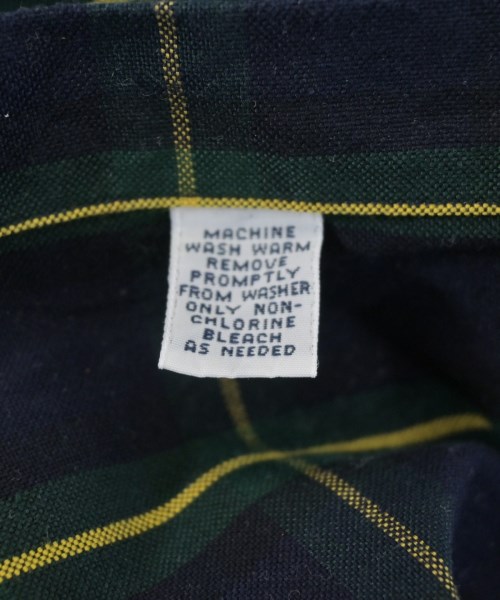 MACHINE
WASH WARM
REMOVE
PROMPTLY
FROM WASHER
ONLY NON-
CHLORINE
BLEACH
AS NEEDED